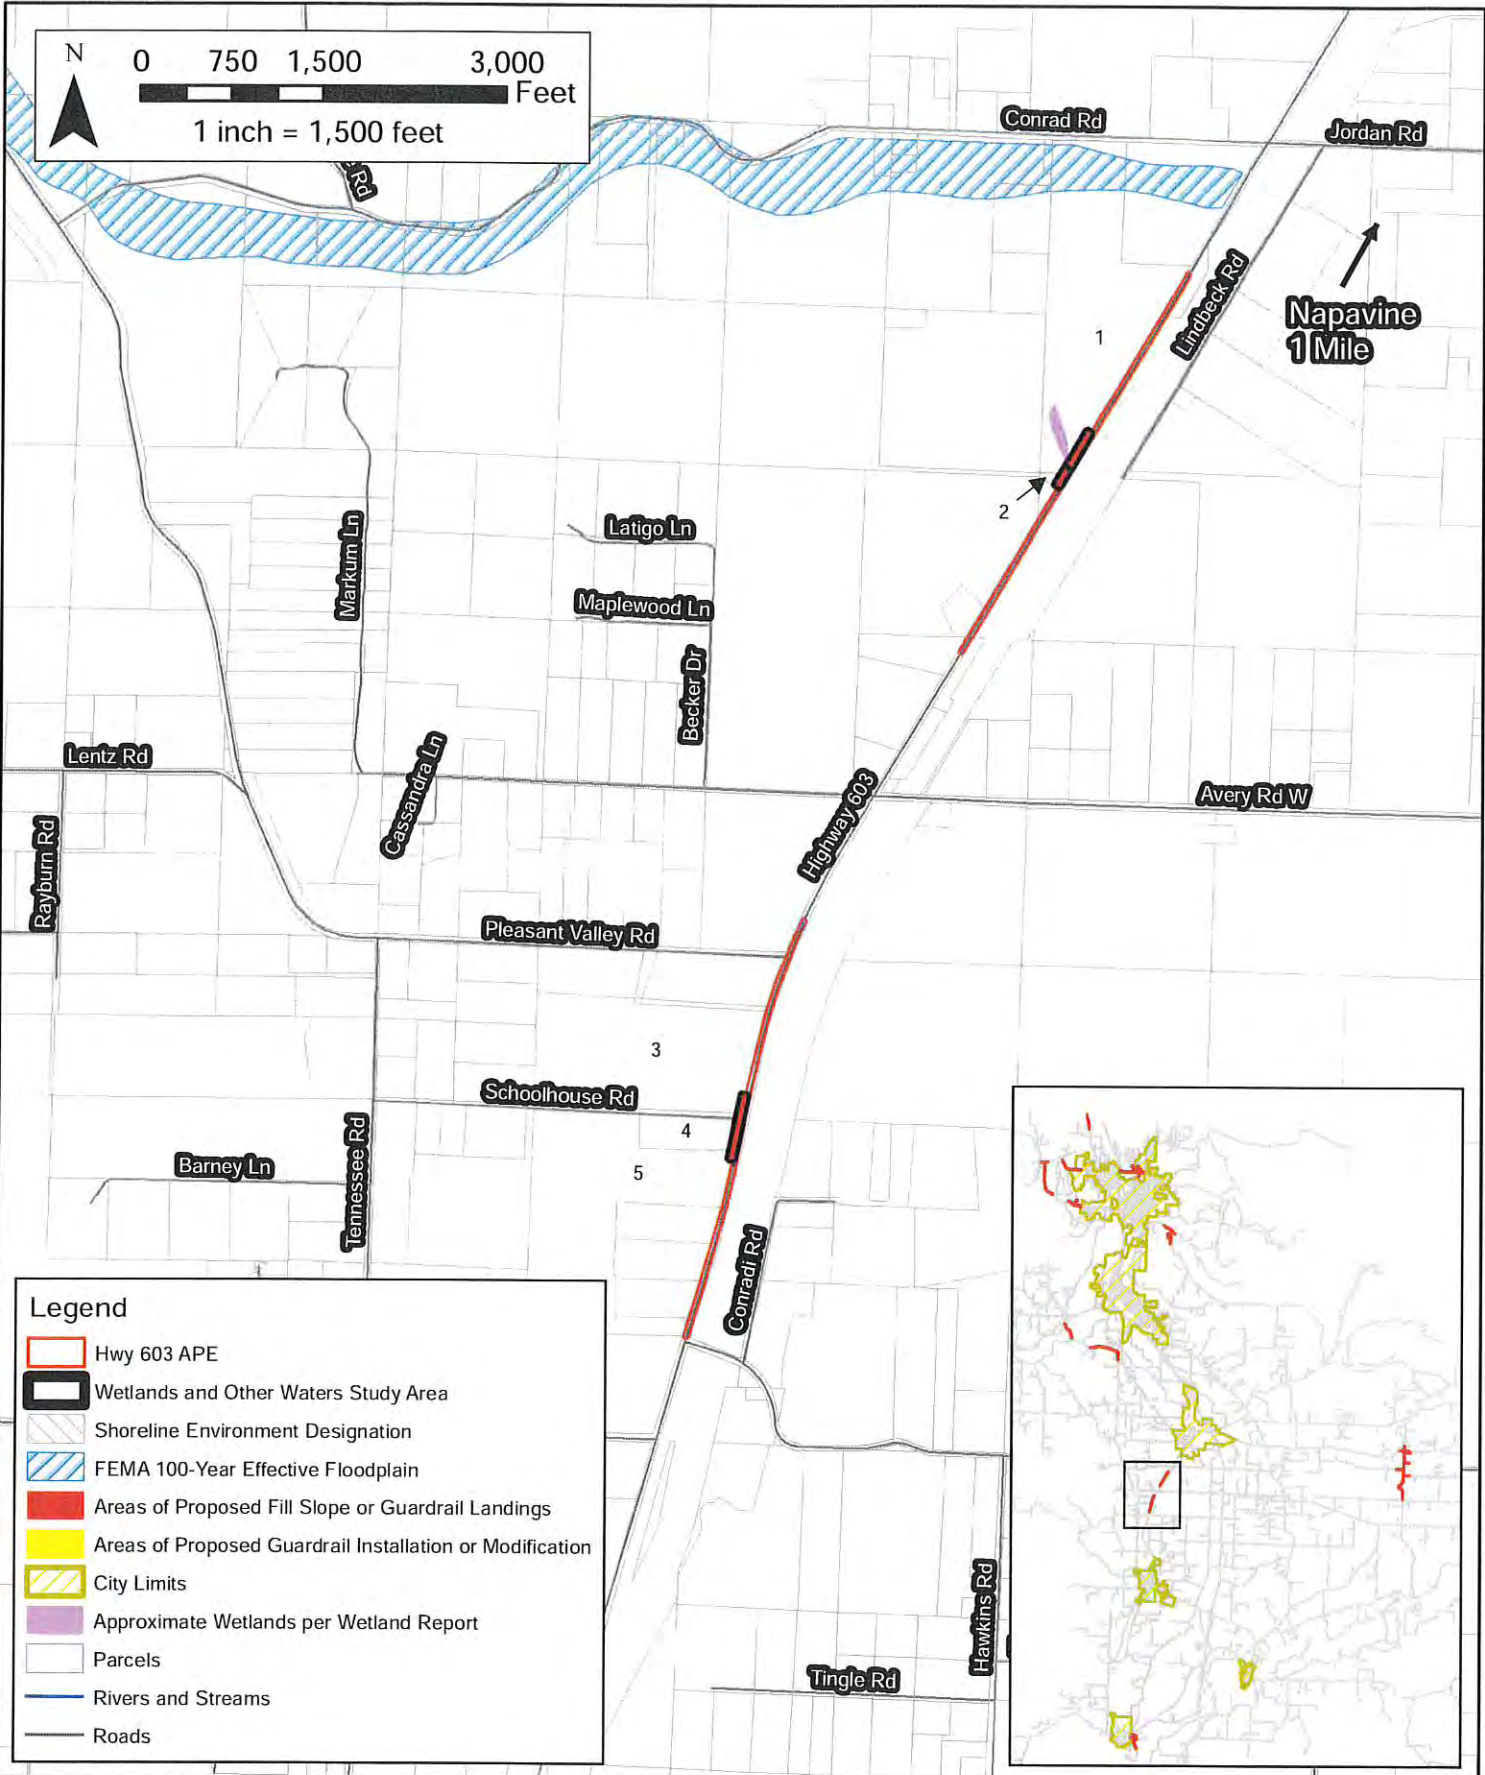 N
0 750 1,500 3,000
Feet
1 inch = 1,500 feet
Rd
Conrad Rd
Jordan Rd
Lindbeck Rd
Napavine
1 Mile
1
2
Latigo Ln
Markum Ln
Maplewood Ln
Becker Dr
Lentz Rd
Cassandra Ln
Highway 603
Avery Rd W
Rayburn Rd
Pleasant Valley Rd
3
Schoolhouse Rd
4
Barney Ln
Tennessee Rd
5
Conradi Rd
Hawkins Rd
Tingle Rd
Legend
Hwy 603 APE
Wetlands and Other Waters Study Area
Shoreline Environment Designation
FEMA 100-Year Effective Floodplain
Areas of Proposed Fill Slope or Guardrail Landings
Areas of Proposed Guardrail Installation or Modification
City Limits
Approximate Wetlands per Wetland Report
Parcels
Rivers and Streams
Roads